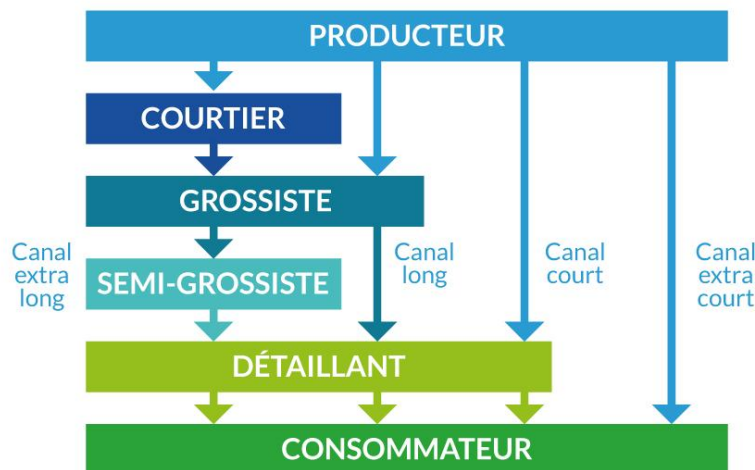 PRODUCTEUR
COURTIER
GROSSISTE
Canal
extra
long
SEMI-GROSSISTE
Canal
long
Canal
court
Canal
extra
court
DÉTAILLANT
CONSOMMATEUR